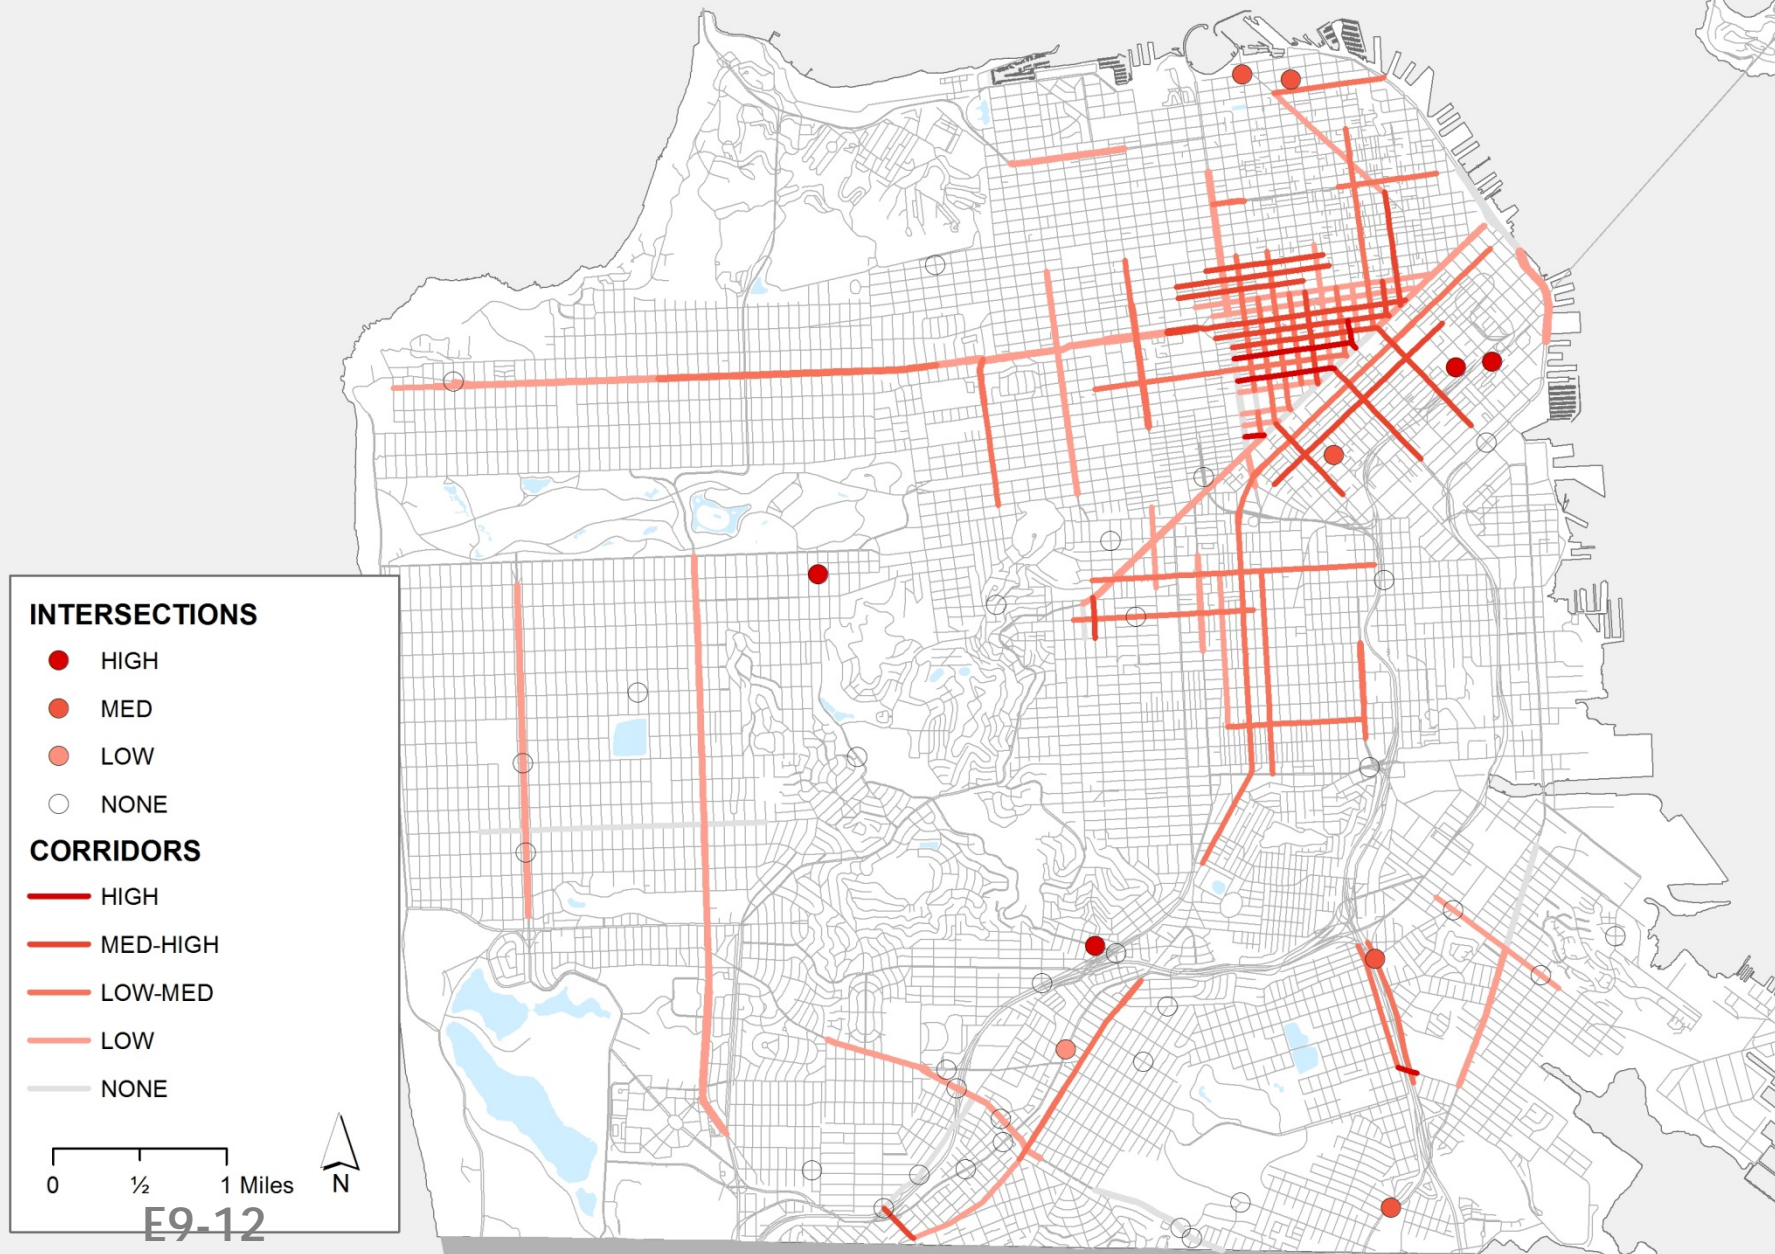 INTERSECTIONS
HIGH
MED
LOW
NONE
CORRIDORS
HIGH
MED-HIGH
LOW-MED
LOW
NONE
0 ½ 1 Miles
N
E9-12